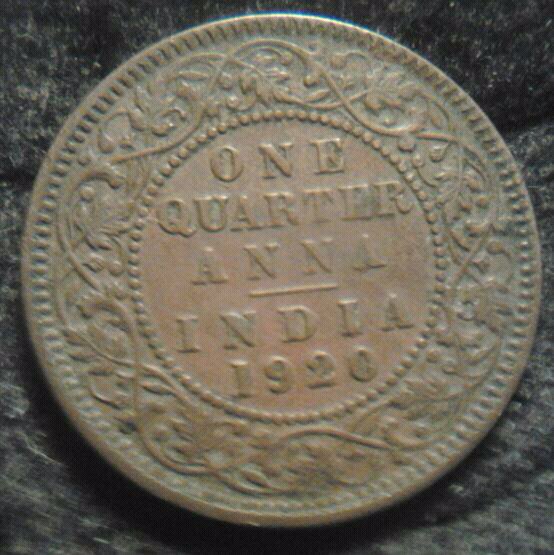 ONE
QUARTER
ANNA
INDIA
1920